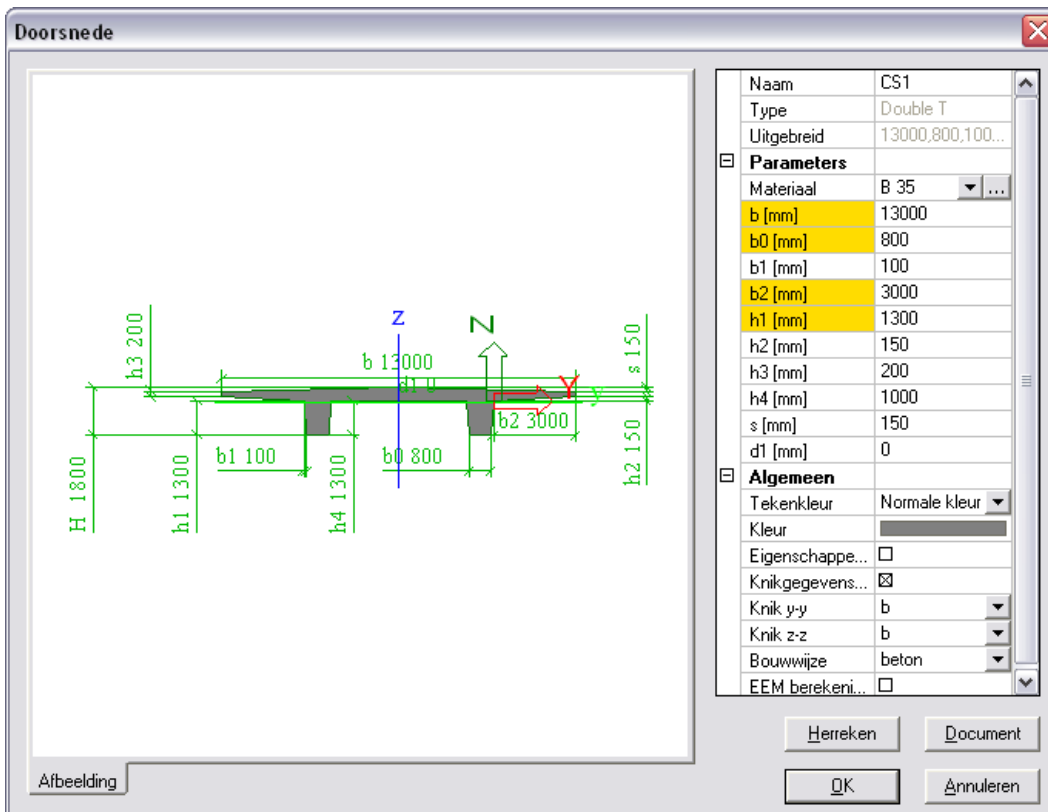 Doorsnede
z
N
b 13000
d1 0
Y
y
h3 200
s 150
b2 3000
h2 150
b1 100
b0 800
H 1800
h1 1300
h4 1300
Afbeelding
Naam CS1
Type Double T
Uitgebreid 13000,800,100...
Parameters
Materiaal B 35 ...
b [mm] 13000
b0 [mm] 800
b1 [mm] 100
b2 [mm] 3000
h1 [mm] 1300
h2 [mm] 150
h3 [mm] 200
h4 [mm] 1000
s [mm] 150
d1 [mm] 0
Algemeen
Tekenkleur Normale kleur
Kleur
Eigenschappe...
Knikgegevens...
Knik y-y b
Knik z-z b
Bouwwijze beton
EEM berekeni...
Herreken Document
OK Annuleren